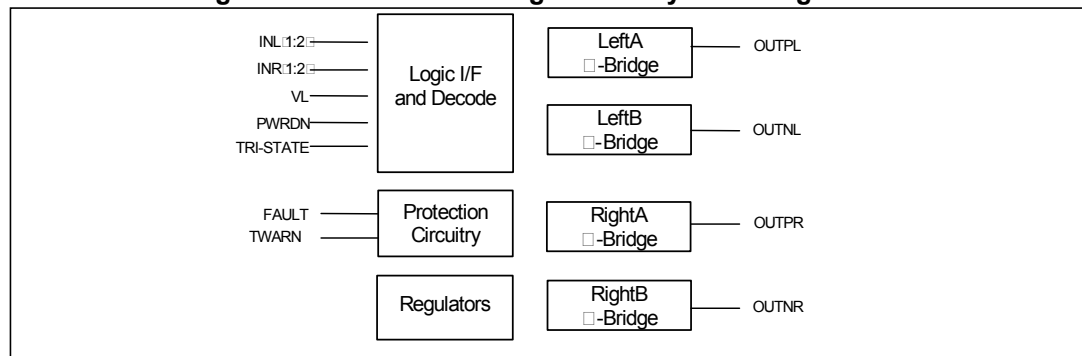 INL□1:2□
INR□1:2□
VL
PWRDN
TRI-STATE
Logic I/F
and Decode
LeftA
□-Bridge
OUTPL
LeftB
□-Bridge
OUTNL
FAULT
TWARN
Protection
Circuitry
RightA
□-Bridge
OUTPR
Regulators
RightB
□-Bridge
OUTNR